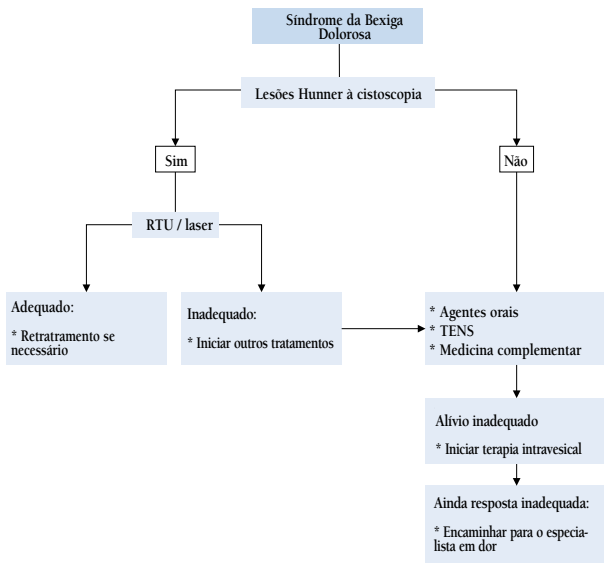 Síndrome da Bexiga
Dolorosa
Lesões Hunner à cistoscopia
Sim
Não
RTU / laser
Adequado:
* Retratramento se
necessário
Inadequado:
* Iniciar outros tratamentos
* Agentes orais
* TENS
* Medicina complementar
Alívio inadequado
* Iniciar terapia intravesical
Ainda resposta inadequada:
* Encaminhar para o especia-
lista em dor